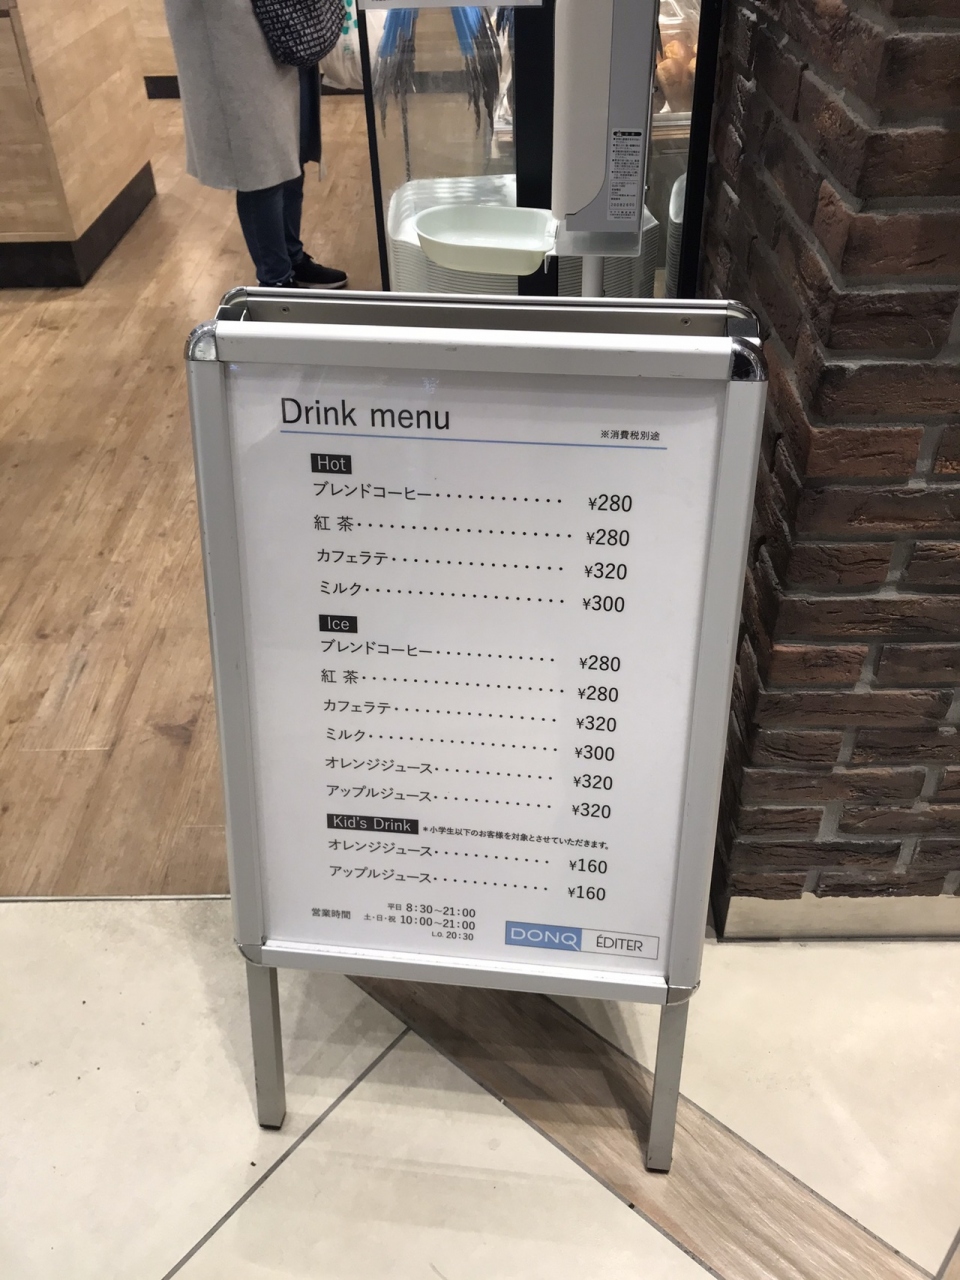 Drink menu
※消費税別途
Hot
ブレンドコーヒー ············ ¥280
紅 茶 ···················· ¥280
カフェラテ ················ ¥320
ミルク ··················· ¥300
Ice
ブレンドコーヒー ············ ¥280
紅 茶 ···················· ¥280
カフェラテ ················ ¥320
ミルク ··················· ¥300
オレンジジュース ··········· ¥320
アップルジュース ··········· ¥320
Kid's Drink ＊小学生以下のお客様を対象とさせていただきます。
オレンジジュース ··········· ¥160
アップルジュース ··········· ¥160
営業時間 平日 8:30〜21:00
土・日・祝 10:00〜21:00
L.O. 20:30
DONQ ÉDITER